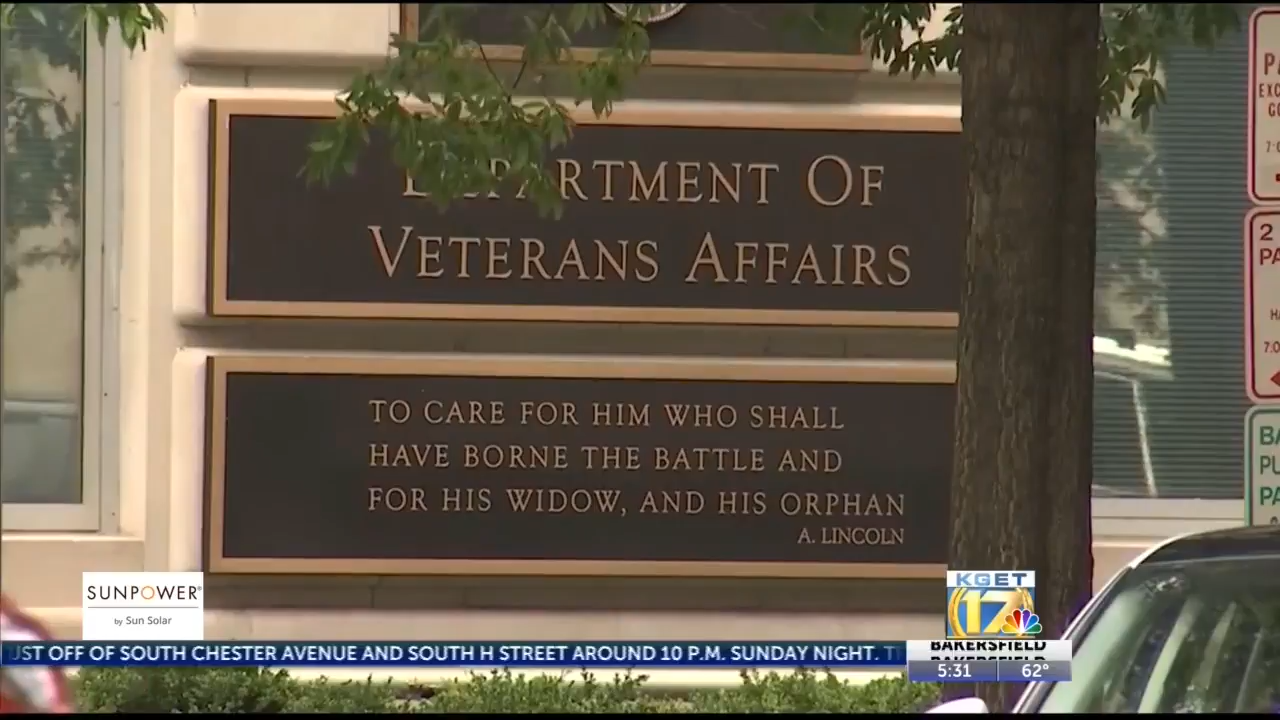 DEPARTMENT OF
VETERANS AFFAIRS
TO CARE FOR HIM WHO SHALL
HAVE BORNE THE BATTLE AND
FOR HIS WIDOW, AND HIS ORPHAN
A. LINCOLN
2
SUNPOWER®
by Sun Solar
KGET
17
UST OFF OF SOUTH CHESTER AVENUE AND SOUTH H STREET AROUND 10 P.M. SUNDAY NIGHT.
BAKERSFIELD
5:31 62°